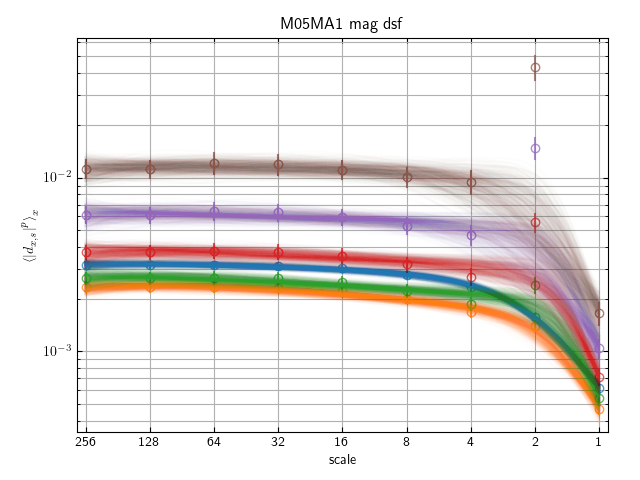 M05MA1 mag dsf
⟨|d_{x,s}|^p⟩_x
10^{-2}
10^{-3}
256 128 64 32 16 8 4 2 1
scale